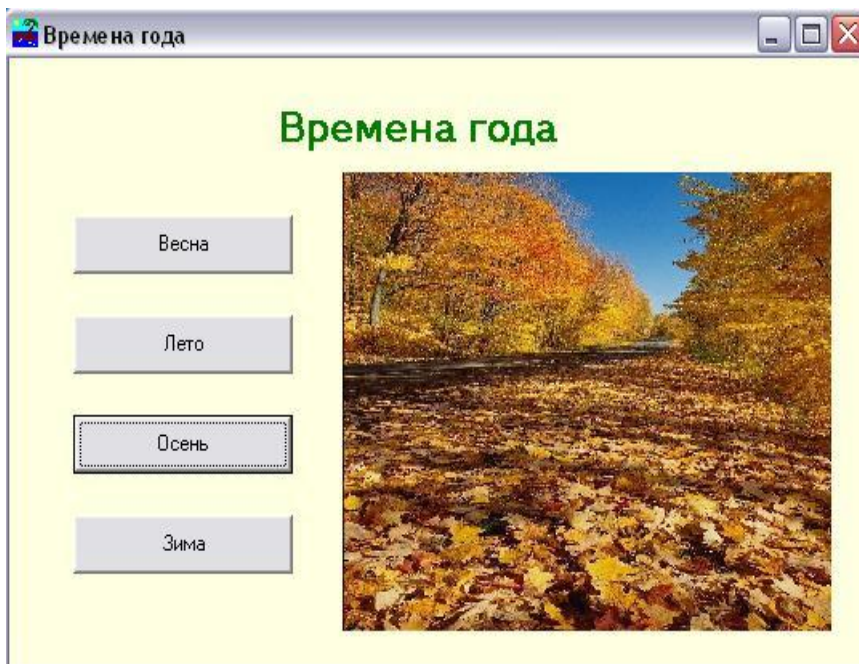 Времена года
Времена года
Весна
Лето
Осень
Зима